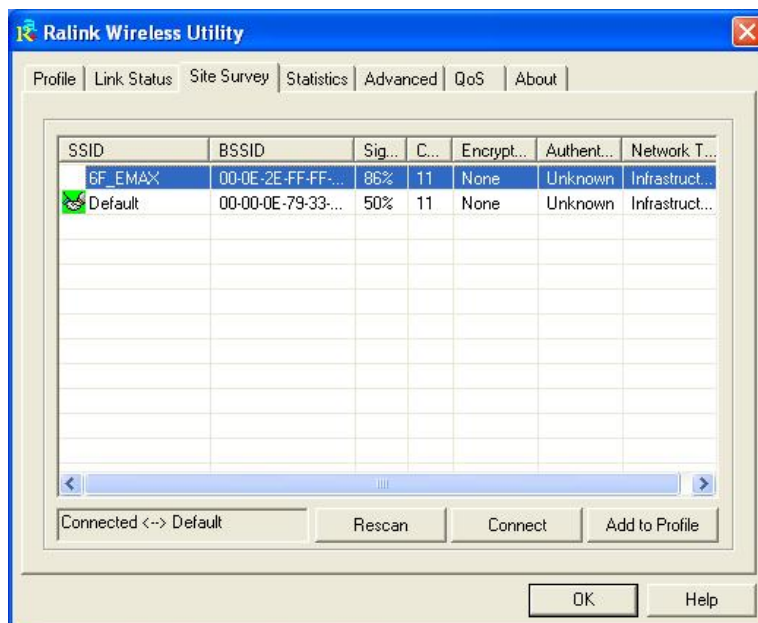 Ralink Wireless Utility
Profile Link Status Site Survey Statistics Advanced QoS About
SSID BSSID Sig... C... Encrypt... Authent... Network T...
6F_EMAX 00-0E-2E-FF-FF-... 86% 11 None Unknown Infrastruct...
Default 00-00-0E-79-33-... 50% 11 None Unknown Infrastruct...
Connected <--> Default Rescan Connect Add to Profile
OK Help